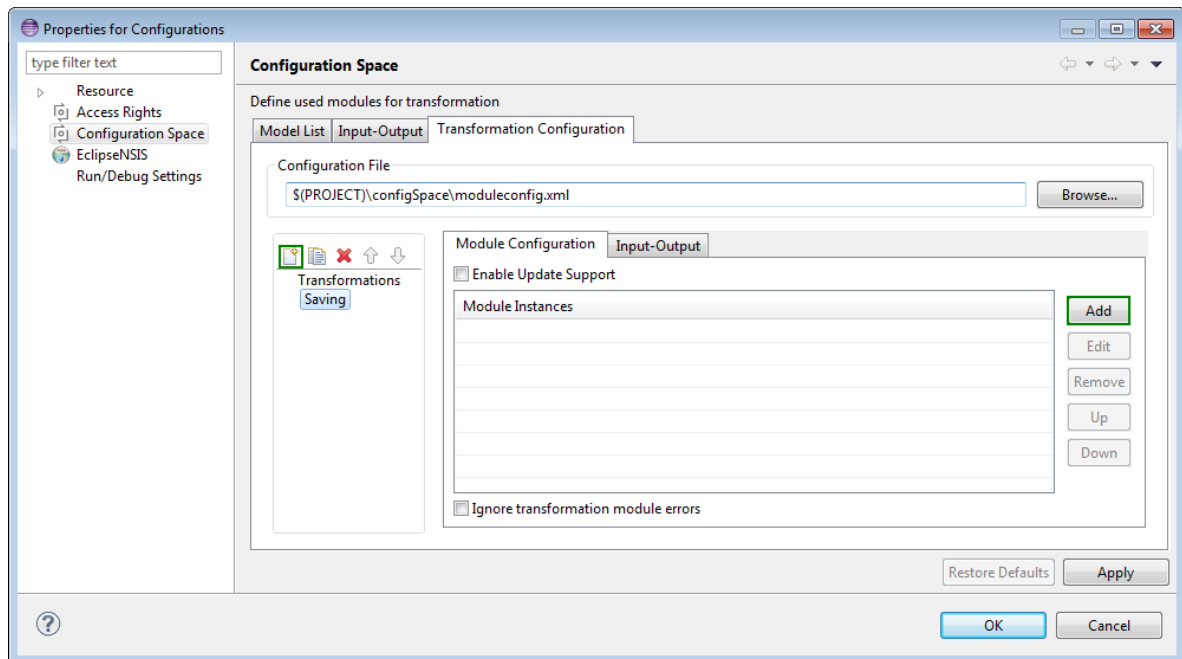 Properties for Configurations
type filter text
Resource
Access Rights
Configuration Space
EclipseNSIS
Run/Debug Settings
Configuration Space
Define used modules for transformation
Model List Input-Output Transformation Configuration
Configuration File
$(PROJECT)\configSpace\moduleconfig.xml
Browse...
Transformations
Saving
Module Configuration Input-Output
Enable Update Support
Module Instances
Add
Edit
Remove
Up
Down
Ignore transformation module errors
Restore Defaults Apply
OK Cancel